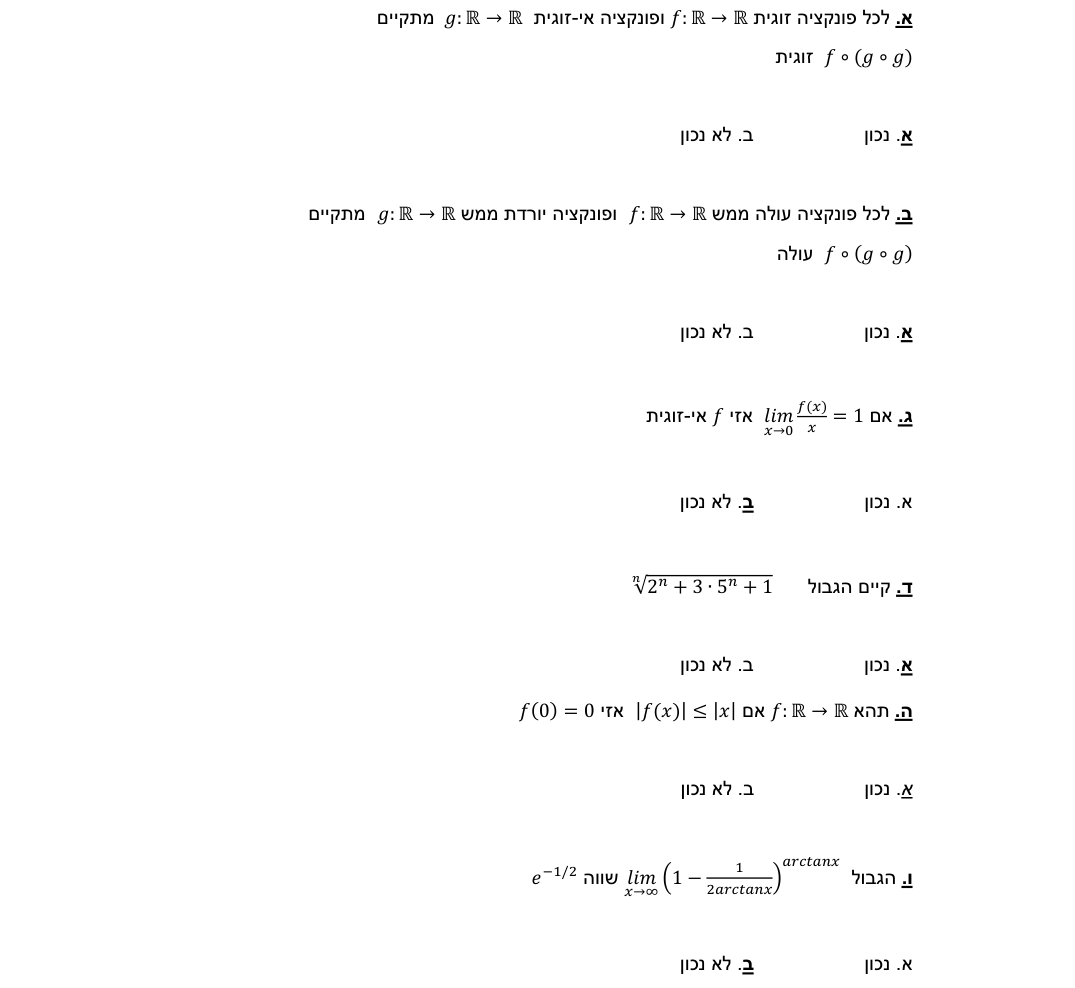 א. לכל פונקציה זוגית f: ℝ → ℝ ופונקציה אי-זוגית g: ℝ → ℝ מתקיים
f ∘ (g ∘ g) זוגית
א. נכון ב. לא נכון
ב. לכל פונקציה עולה ממש f: ℝ → ℝ ופונקציה יורדת ממש g: ℝ → ℝ מתקיים
f ∘ (g ∘ g) עולה
א. נכון ב. לא נכון
ג. אם lim_{x→0} f(x)/x = 1 אזי f אי-זוגית
א. נכון ב. לא נכון
ד. קיים הגבול ⁿ√(2ⁿ + 3 · 5ⁿ + 1)
א. נכון ב. לא נכון
ה. תהא f: ℝ → ℝ אם |f(x)| ≤ |x| אזי f(0) = 0
א. נכון ב. לא נכון
ו. הגבול lim_{x→∞} (1 − 1/(2arctanx))^{arctanx} שווה e^{−1/2}
א. נכון ב. לא נכון